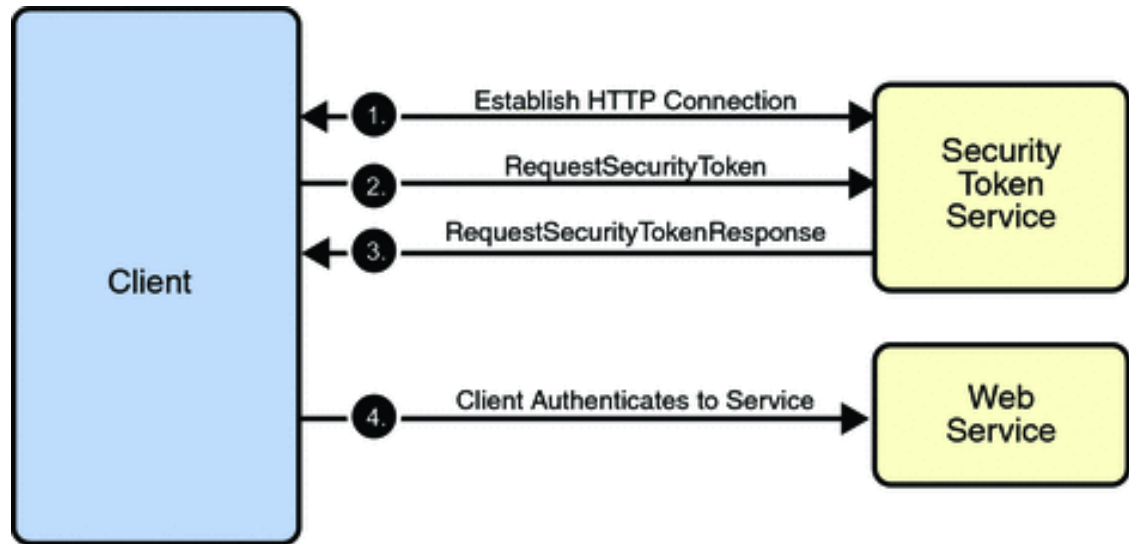 Client
1. Establish HTTP Connection
2. RequestSecurityToken
3. RequestSecurityTokenResponse
Security
Token
Service
4. Client Authenticates to Service
Web
Service